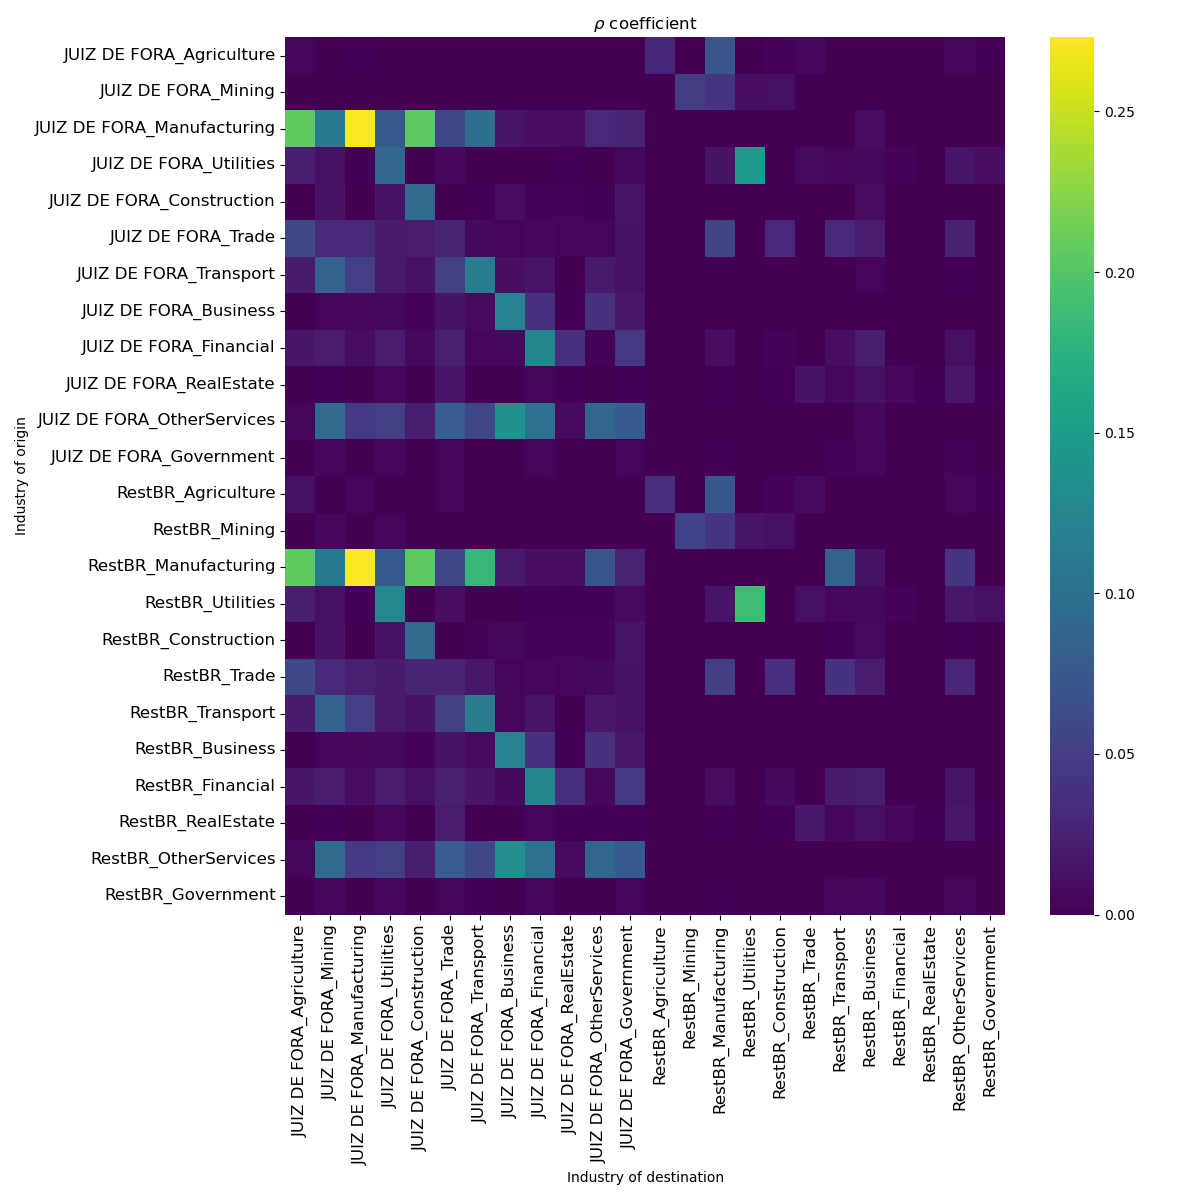 ρ coefficient
JUIZ DE FORA_Agriculture
JUIZ DE FORA_Mining
JUIZ DE FORA_Manufacturing
JUIZ DE FORA_Utilities
JUIZ DE FORA_Construction
JUIZ DE FORA_Trade
JUIZ DE FORA_Transport
JUIZ DE FORA_Business
JUIZ DE FORA_Financial
JUIZ DE FORA_RealEstate
JUIZ DE FORA_OtherServices
JUIZ DE FORA_Government
RestBR_Agriculture
RestBR_Mining
RestBR_Manufacturing
RestBR_Utilities
RestBR_Construction
RestBR_Trade
RestBR_Transport
RestBR_Business
RestBR_Financial
RestBR_RealEstate
RestBR_OtherServices
RestBR_Government
Industry of origin
JUIZ DE FORA_Agriculture
JUIZ DE FORA_Mining
JUIZ DE FORA_Manufacturing
JUIZ DE FORA_Utilities
JUIZ DE FORA_Construction
JUIZ DE FORA_Trade
JUIZ DE FORA_Transport
JUIZ DE FORA_Business
JUIZ DE FORA_Financial
JUIZ DE FORA_RealEstate
JUIZ DE FORA_OtherServices
JUIZ DE FORA_Government
RestBR_Agriculture
RestBR_Mining
RestBR_Manufacturing
RestBR_Utilities
RestBR_Construction
RestBR_Trade
RestBR_Transport
RestBR_Business
RestBR_Financial
RestBR_RealEstate
RestBR_OtherServices
RestBR_Government
Industry of destination
0.25
0.20
0.15
0.10
0.05
0.00